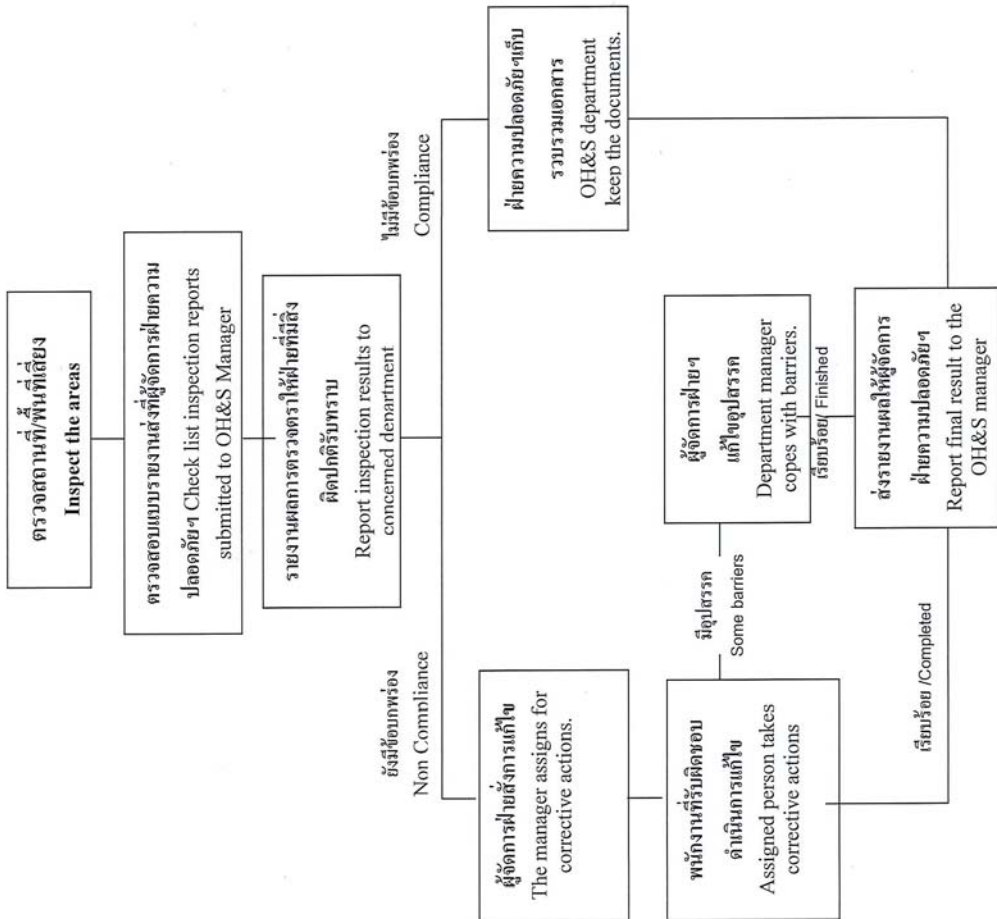 ตรวจสถานที่/พื้นที่เสี่ยง
Inspect the areas
ตรวจสอบแบบรายงานส่งที่ผู้จัดการฝ่ายความ
ปลอดภัยฯ Check list inspection reports
submitted to OH&S Manager
รายงานผลการตรวจตราให้ฝ่ายที่มีสิ่ง
ผิดปกติรับทราบ
Report inspection results to
concerned department
ยังมีข้อบกพร่อง
Non Compliance
ไม่มีข้อบกพร่อง
Compliance
ผู้จัดการฝ่ายสั่งการแก้ไข
The manager assigns for
corrective actions.
ฝ่ายความปลอดภัยฯเก็บ
รวบรวมเอกสาร
OH&S department
keep the documents.
พนักงานที่รับผิดชอบ
ดำเนินการแก้ไข
Assigned person takes
corrective actions
มีอุปสรรค
Some barriers
ผู้จัดการฝ่ายฯ
แก้ไขอุปสรรค
Department manager
copes with barriers.
เรียบร้อย/ Finished
เรียบร้อย /Completed
ส่งรายงานผลให้ผู้จัดการ
ฝ่ายความปลอดภัยฯ
Report final result to the
OH&S manager